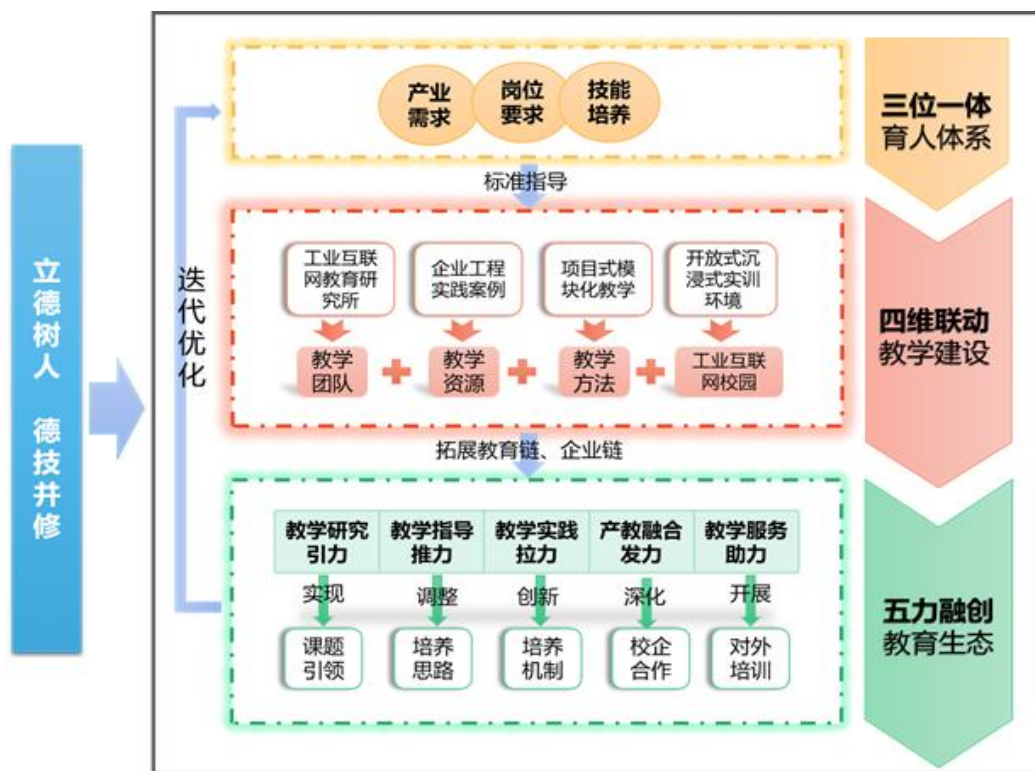 立德树人 德技并修
迭代优化
产业
需求
岗位
要求
技能
培养
三位一体
育人体系
标准指导
工业互联
网教育研
究所
企业工程
实践案例
项目式模
块化教学
开放式沉
浸式实训
环境
教学
团队
教学
资源
教学
方法
工业互联
网校园
四维联动
教学建设
拓展教育链、企业链
教学研究
引力
教学指导
推力
教学实践
拉力
产教融合
发力
教学服务
助力
实现
调整
创新
深化
开展
课题
引领
培养
思路
培养
机制
校企
合作
对外
培训
五力融创
教育生态